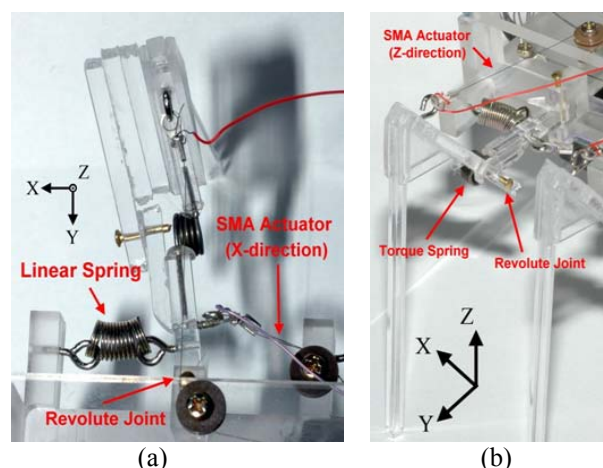 Z
X
Y
SMA Actuator
(X-direction)
Linear Spring
Revolute Joint
(a)
SMA Actuator
(Z-direction)
Torque Spring
Revolute Joint
Z
X
Y
(b)